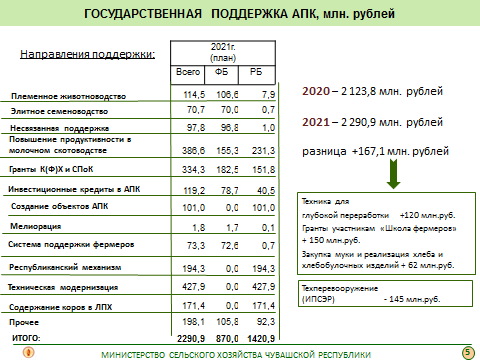 ГОСУДАРСТВЕННАЯ ПОДДЕРЖКА АПК, млн. рублей
Направления поддержки:
2021г.
(план)
Всего ФБ РБ
Племенное животноводство 114,5 106,6 7,9
Элитное семеноводство 70,7 70,0 0,7
Несвязанная поддержка 97,8 96,8 1,0
Повышение продуктивности в
молочном скотоводстве 386,6 155,3 231,3
Гранты К(Ф)Х и СПоК 334,3 182,5 151,8
Инвестиционные кредиты в АПК 119,2 78,7 40,5
Создание объектов АПК 101,0 0,0 101,0
Мелиорация 1,8 1,7 0,1
Система поддержки фермеров 73,3 72,6 0,7
Республиканский механизм 194,3 0,0 194,3
Техническая модернизация 427,9 0,0 427,9
Содержание коров в ЛПХ 171,4 0,0 171,4
Прочее 198,1 105,8 92,3
ИТОГО: 2290,9 870,0 1420,9
2020 – 2 123,8 млн. рублей
2021 – 2 290,9 млн. рублей
разница +167,1 млн. рублей
Техника для
глубокой переработки +120 млн.руб.
Гранты участникам «Школа фермеров»
+ 150 млн.руб.
Закупка муки и реализация хлеба и
хлебобулочных изделий + 62 млн.руб.
Техперевооружение
(ИПСЭР) - 145 млн.руб.
МИНИСТЕРСТВО СЕЛЬСКОГО ХОЗЯЙСТВА ЧУВАШСКОЙ РЕСПУБЛИКИ
5